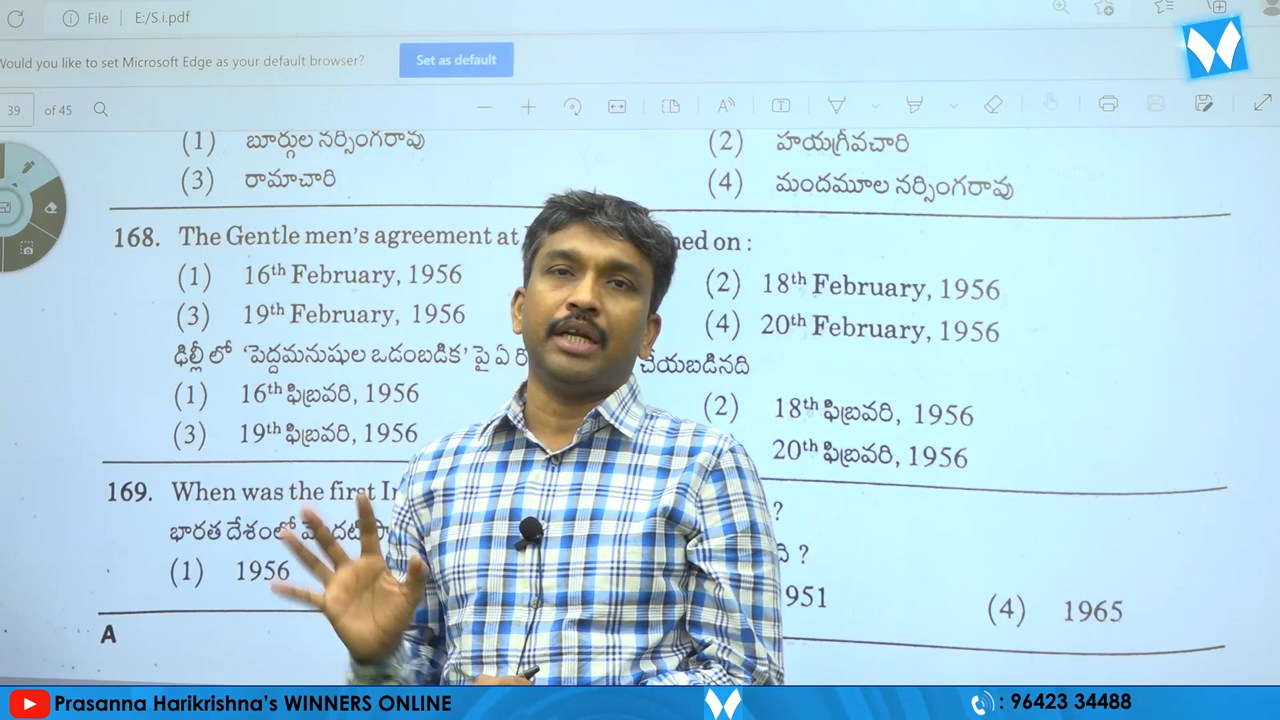 File E:/S.i.pdf
Would you like to set Microsoft Edge as your default browser? Set as default
39 of 45
(1) బూర్గుల నర్సింగరావు (2) హయగ్రీవచారి
(3) రామాచారి (4) మందమూల నర్సింగరావు
168. The Gentle men's agreement at on :
(1) 16th February, 1956 (2) 18th February, 1956
(3) 19th February, 1956 (4) 20th February, 1956
ఢిల్లీ లో 'పెద్దమనుషుల ఒడంబడిక' పై ఏ చేయబడినది
(1) 16th ఫిబ్రవరి, 1956 (2) 18th ఫిబ్రవరి, 1956
(3) 19th ఫిబ్రవరి, 1956 20th ఫిబ్రవరి, 1956
169. When was the first ?
భారత దేశంలో ?
(1) 1956 1951 (4) 1965
A
Prasanna Harikrishna's WINNERS ONLINE : 96423 34488